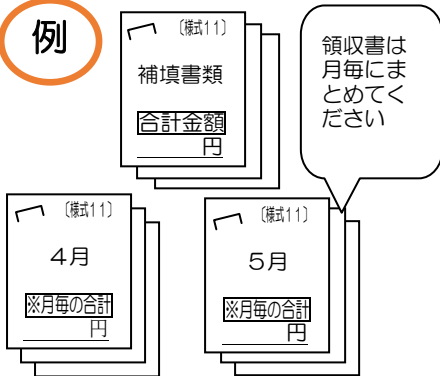 例
〔様式11〕
補填書類
合計金額
円
領収書は
月毎にま
とめてく
ださい
〔様式11〕
4月
※月毎の合計
円
〔様式11〕
5月
※月毎の合計
円